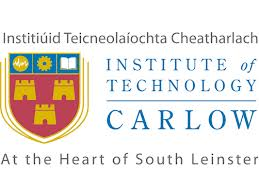 Institiúid Teicneolaíochta Cheatharlach
INSTITUTE of
TECHNOLOGY
CARLOW
At the Heart of South Leinster